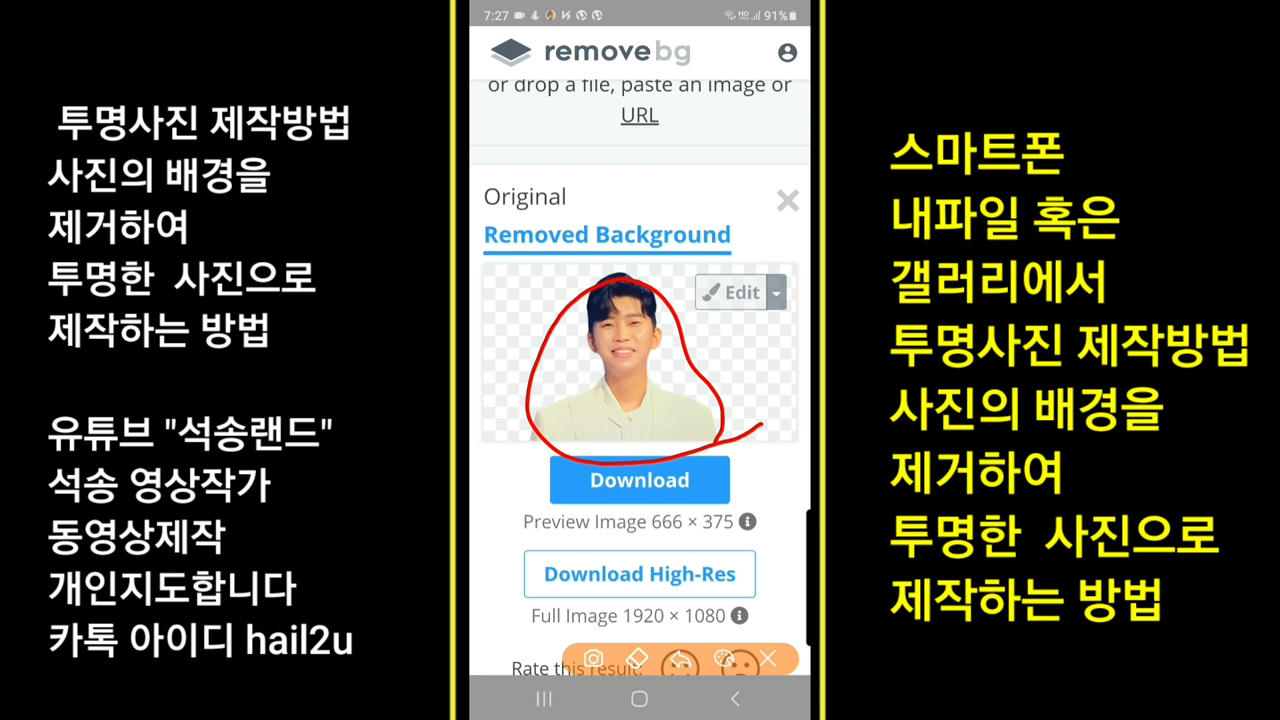 투명사진 제작방법
사진의 배경을
제거하여
투명한 사진으로
제작하는 방법
유튜브 "석송랜드"
석송 영상작가
동영상제작
개인지도합니다
카톡 아이디 hail2u
7:27
HD
91%
removebg
or drop a file, paste an image or
URL
Original
Removed Background
Edit
Download
Preview Image 666 × 375
Download High-Res
Full Image 1920 × 1080
Rate this result:
스마트폰
내파일 혹은
갤러리에서
투명사진 제작방법
사진의 배경을
제거하여
투명한 사진으로
제작하는 방법